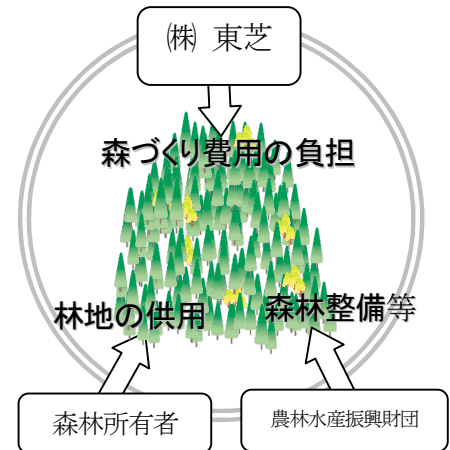 ㈱ 東芝
森づくり費用の負担
林地の供用
森林整備等
森林所有者
農林水産振興財団